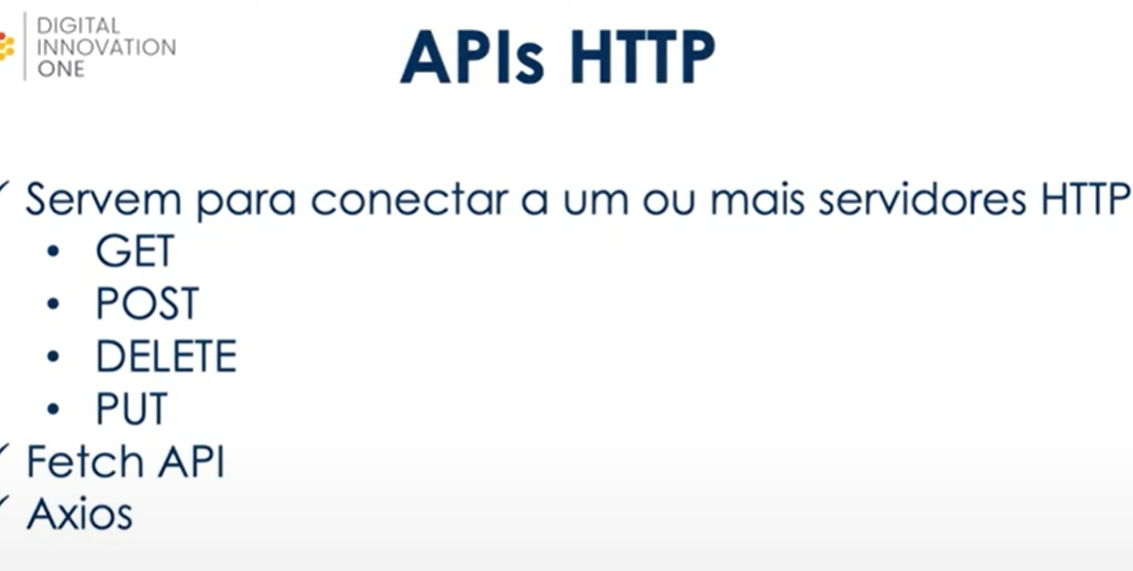 DIGITAL
INNOVATION
ONE
APIs HTTP
✓ Servem para conectar a um ou mais servidores HTTP
• GET
• POST
• DELETE
• PUT
✓ Fetch API
✓ Axios